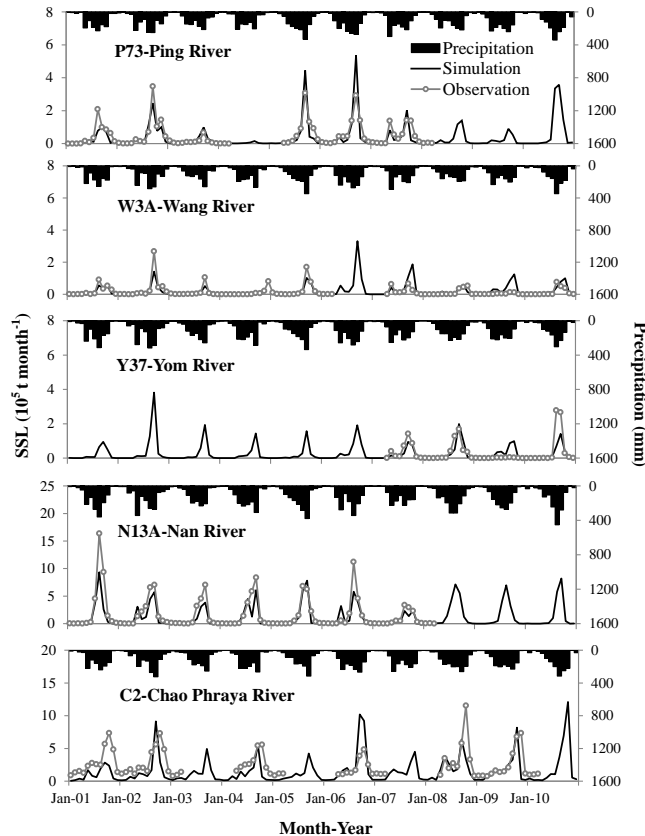 8 0
Precipitation
6 P73-Ping River 400
Simulation
4 Observation 800
2 1200
0 1600
8 0
6 400
W3A-Wang River
4 800
2 1200
0 1600
8 0
6 400
Y37-Yom River
4 800
2 1200
0 1600
25 0
20 400
N13A-Nan River
15 800
10
5 1200
0 1600
20 0
15 400
C2-Chao Phraya River
10 800
5 1200
0 1600
Jan-01 Jan-02 Jan-03 Jan-04 Jan-05 Jan-06 Jan-07 Jan-08 Jan-09 Jan-10
Month-Year
SSL (10⁵ t month⁻¹)
Precipitation (mm)